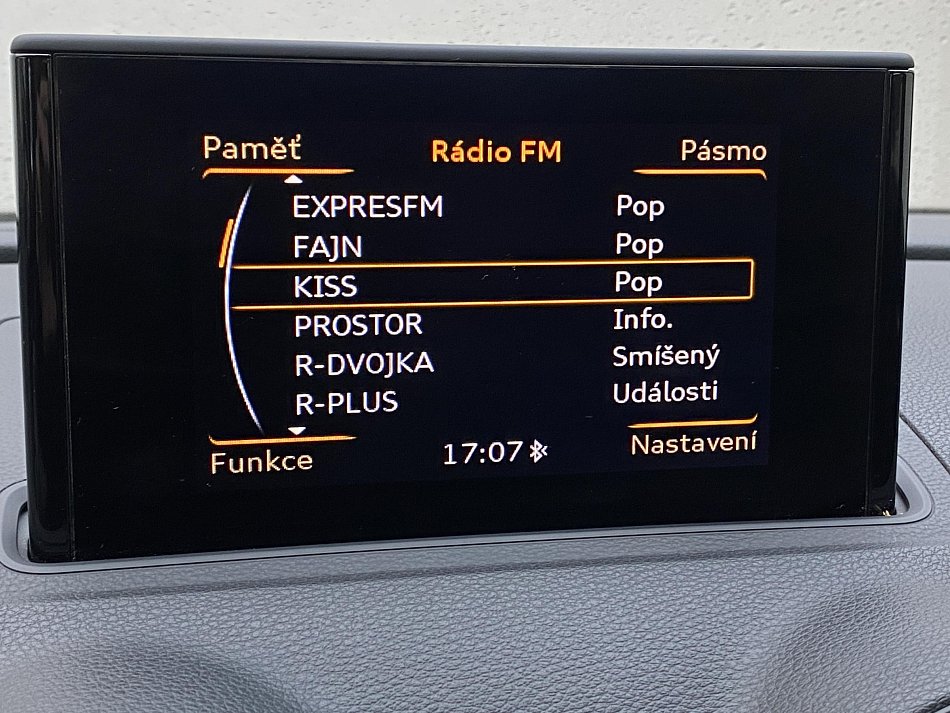 Paměť Rádio FM Pásmo
EXPRESFM Pop
FAJN Pop
KISS Pop
PROSTOR Info.
R-DVOJKA Smíšený
R-PLUS Události
Funkce 17:07 Nastavení